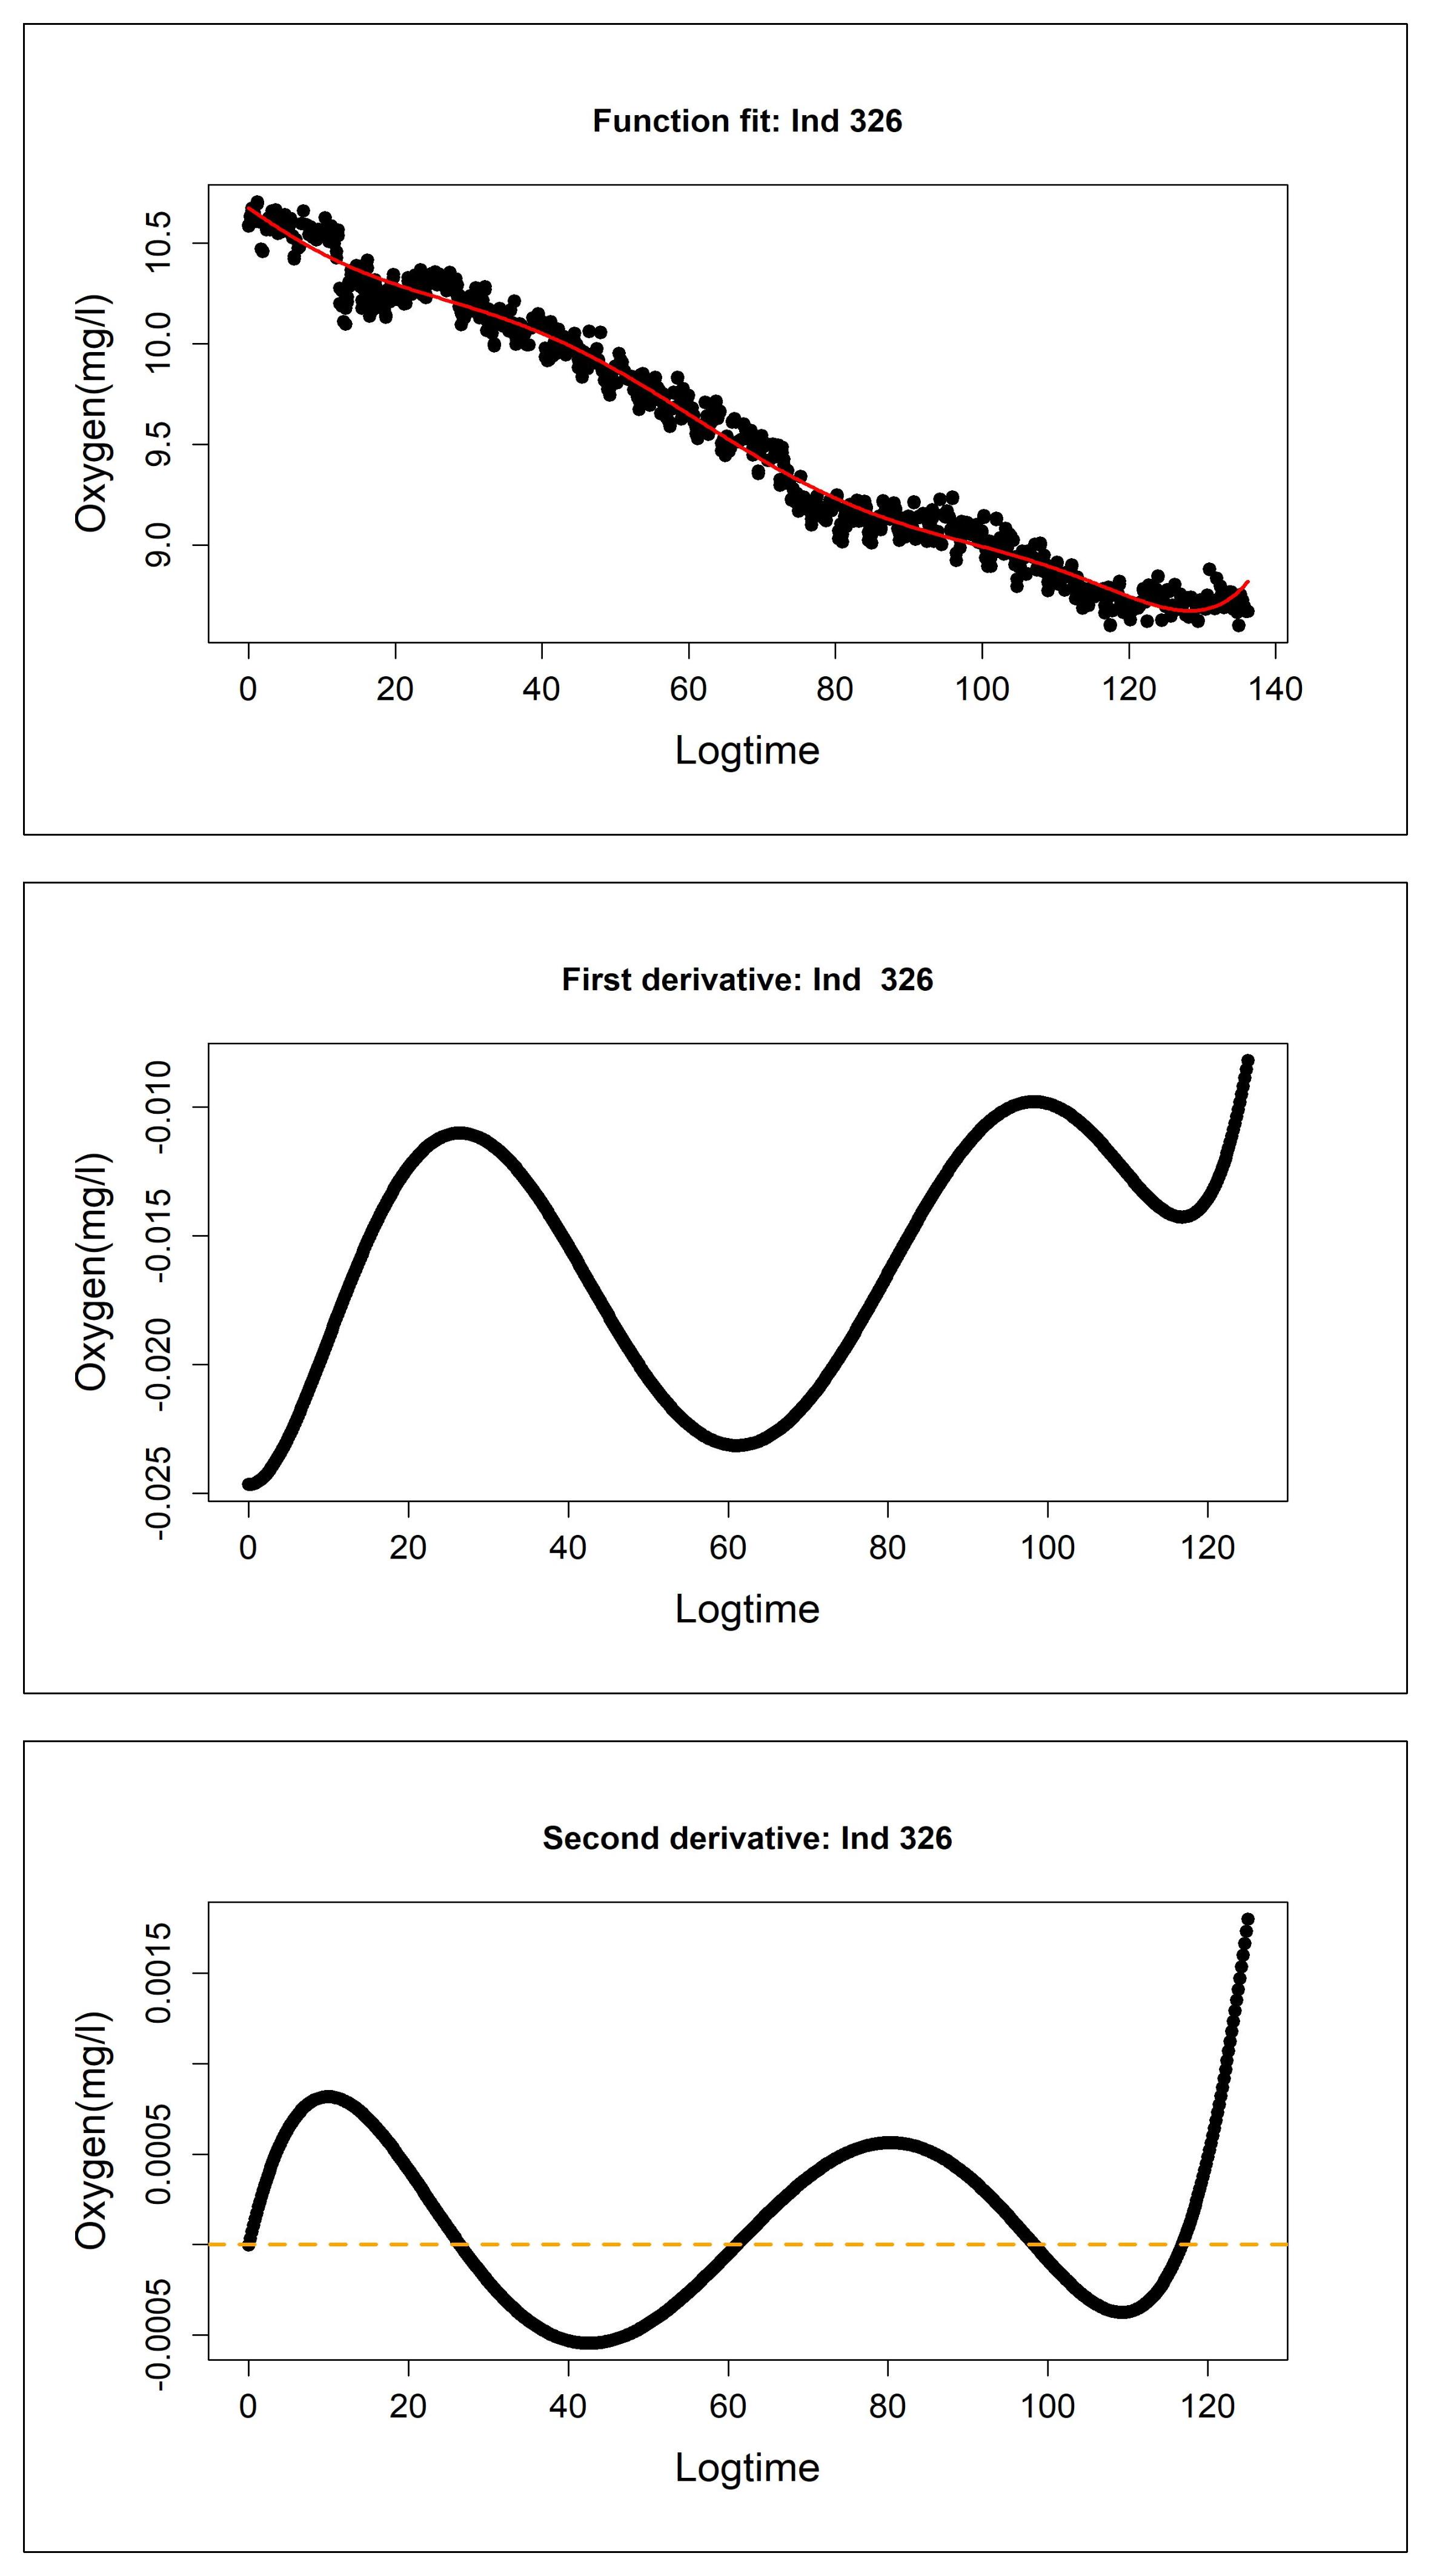 Function fit: Ind 326
Oxygen(mg/l)
10.5
10.0
9.5
9.0
0 20 40 60 80 100 120 140
Logtime
First derivative: Ind  326
Oxygen(mg/l)
-0.010
-0.015
-0.020
-0.025
0 20 40 60 80 100 120
Logtime
Second derivative: Ind 326
Oxygen(mg/l)
0.0015
0.0005
-0.0005
0 20 40 60 80 100 120
Logtime